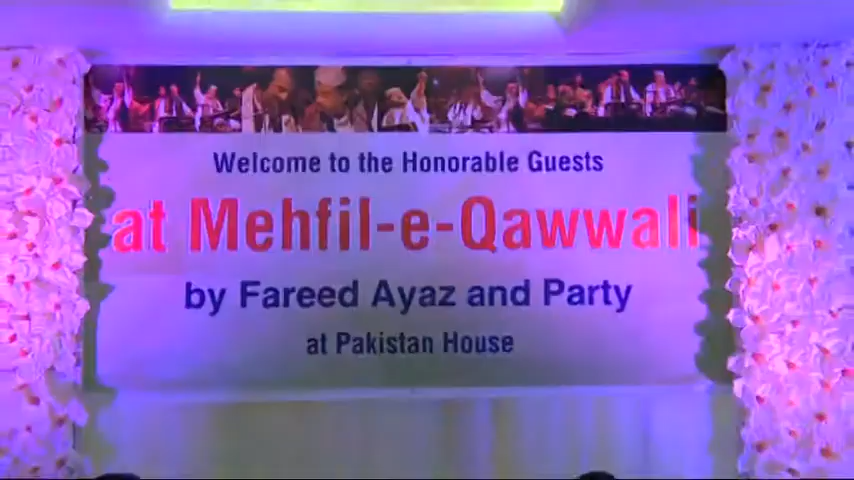 Welcome to the Honorable Guests
at Mehfil-e-Qawwali
by Fareed Ayaz and Party
at Pakistan House